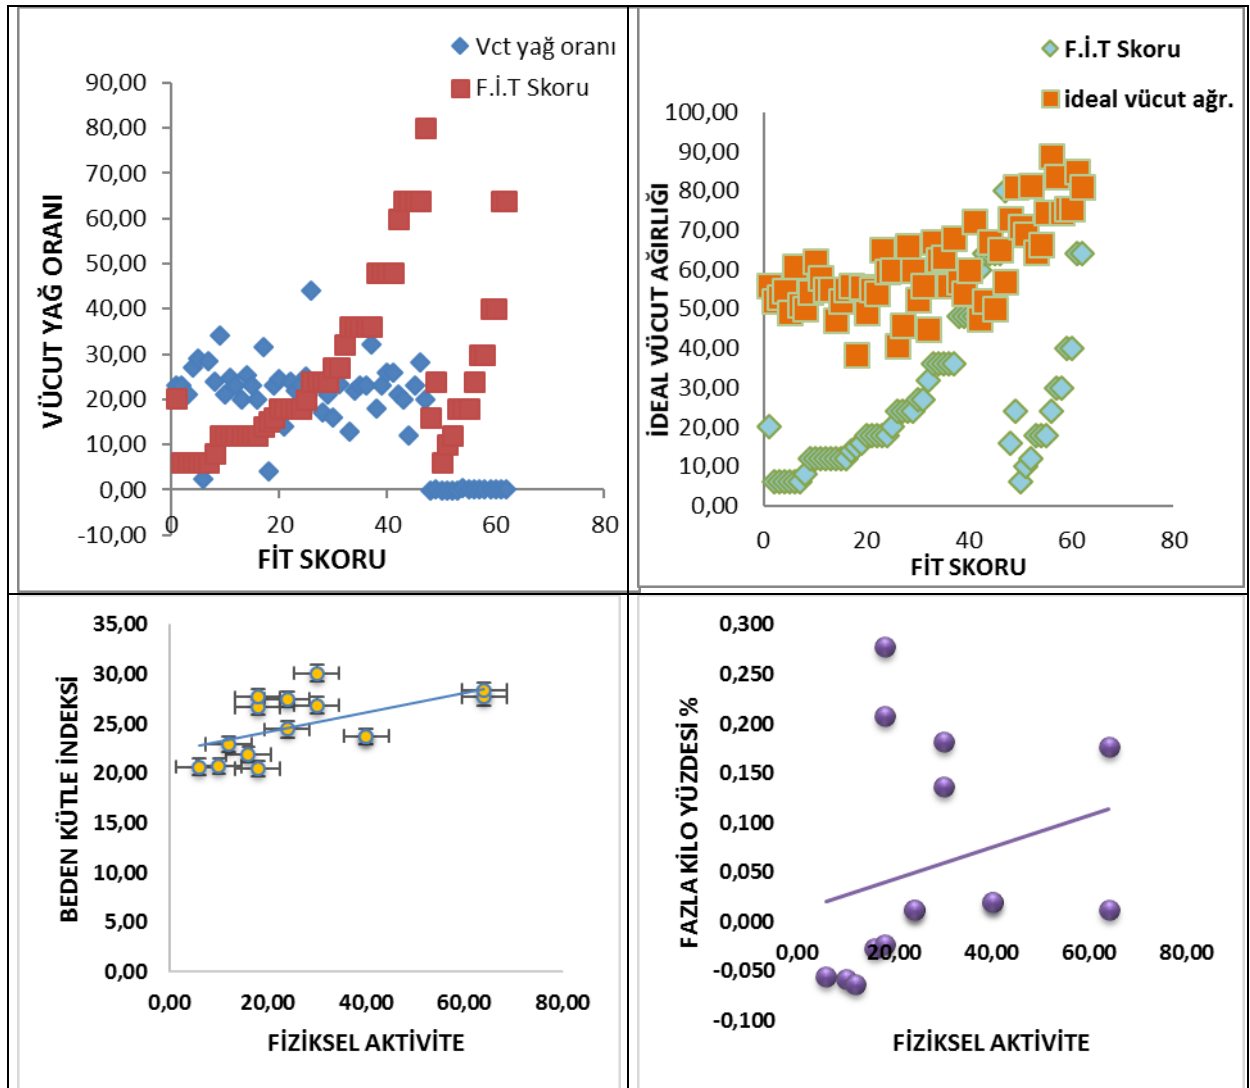 Vct yağ oranı
F.İ.T Skoru
90,00
80,00
70,00
60,00
50,00
40,00
30,00
20,00
10,00
0,00
-10,00
VÜCUT YAĞ ORANI
0 20 40 60 80
FİT SKORU
F.İ.T Skoru
ideal vücut ağr.
100,00
90,00
80,00
70,00
60,00
50,00
40,00
30,00
20,00
10,00
0,00
İDEAL VÜCUT AĞIRLIĞI
0 20 40 60 80
FİT SKORU
35,00
30,00
25,00
20,00
15,00
10,00
5,00
0,00
BEDEN KÜTLE İNDEKSİ
0,00 20,00 40,00 60,00 80,00
FİZİKSEL AKTİVİTE
0,300
0,250
0,200
0,150
0,100
0,050
0,000
-0,050
-0,100
FAZLA KİLO YÜZDESİ %
0,00 20,00 40,00 60,00 80,00
FİZİKSEL AKTİVİTE